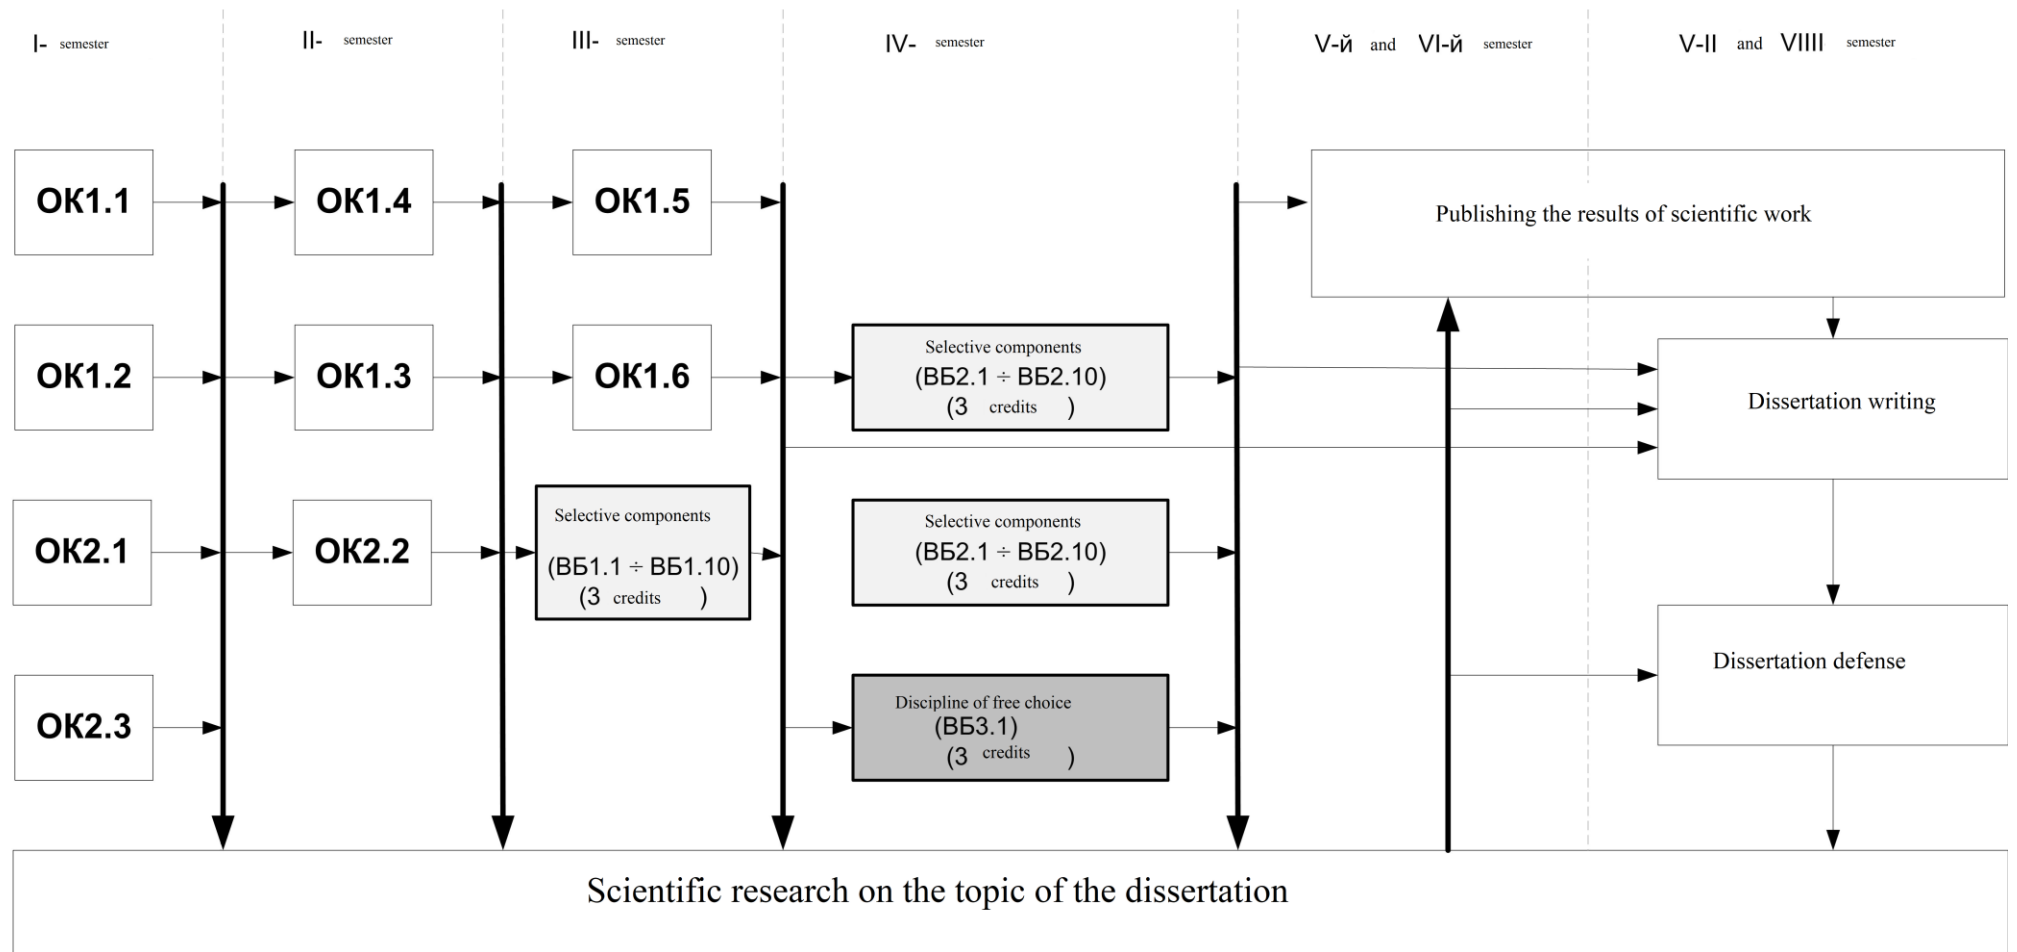 I- semester
II- semester
III- semester
IV- semester
V-й and VI-й semester
V-II and VIIII semester
ОК1.1
ОК1.4
ОК1.5
Publishing the results of scientific work
ОК1.2
ОК1.3
ОК1.6
Selective components
(ВБ2.1 ÷ ВБ2.10)
(3 credits )
Dissertation writing
ОК2.1
ОК2.2
Selective components
(ВБ1.1 ÷ ВБ1.10)
(3 credits )
Selective components
(ВБ2.1 ÷ ВБ2.10)
(3 credits )
ОК2.3
Discipline of free choice
(ВБ3.1)
(3 credits )
Dissertation defense
Scientific research on the topic of the dissertation